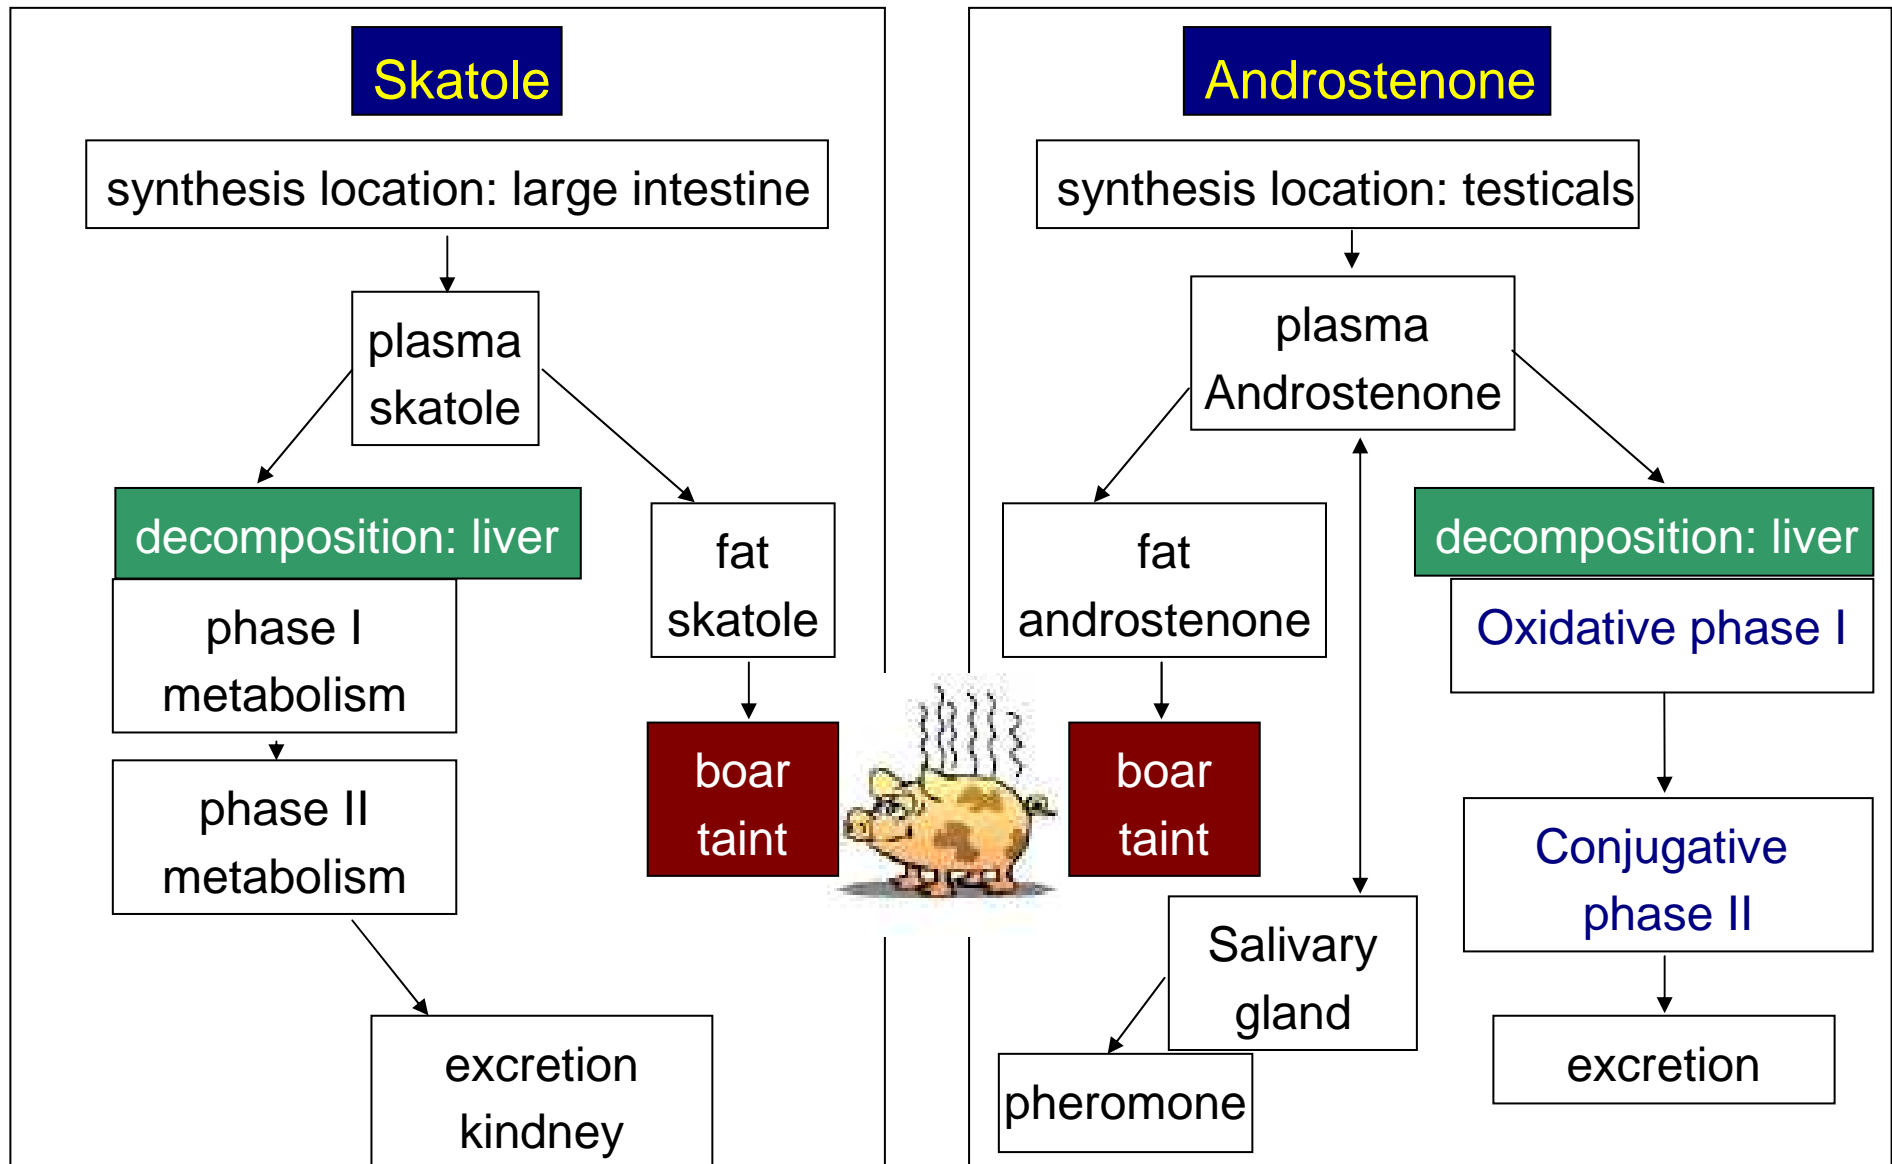 Skatole
synthesis location: large intestine
plasma
skatole
decomposition: liver
phase I
metabolism
phase II
metabolism
excretion
kindney
fat
skatole
boar
taint
Androstenone
synthesis location: testicals
plasma
Androstenone
fat
androstenone
boar
taint
Salivary
gland
pheromone
decomposition: liver
Oxidative phase I
Conjugative
phase II
excretion